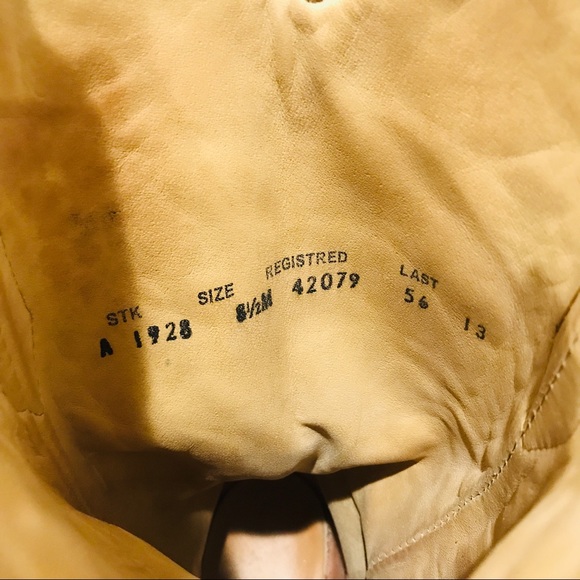 STK SIZE REGISTRED LAST
A 1928 8½M 42079 56 13